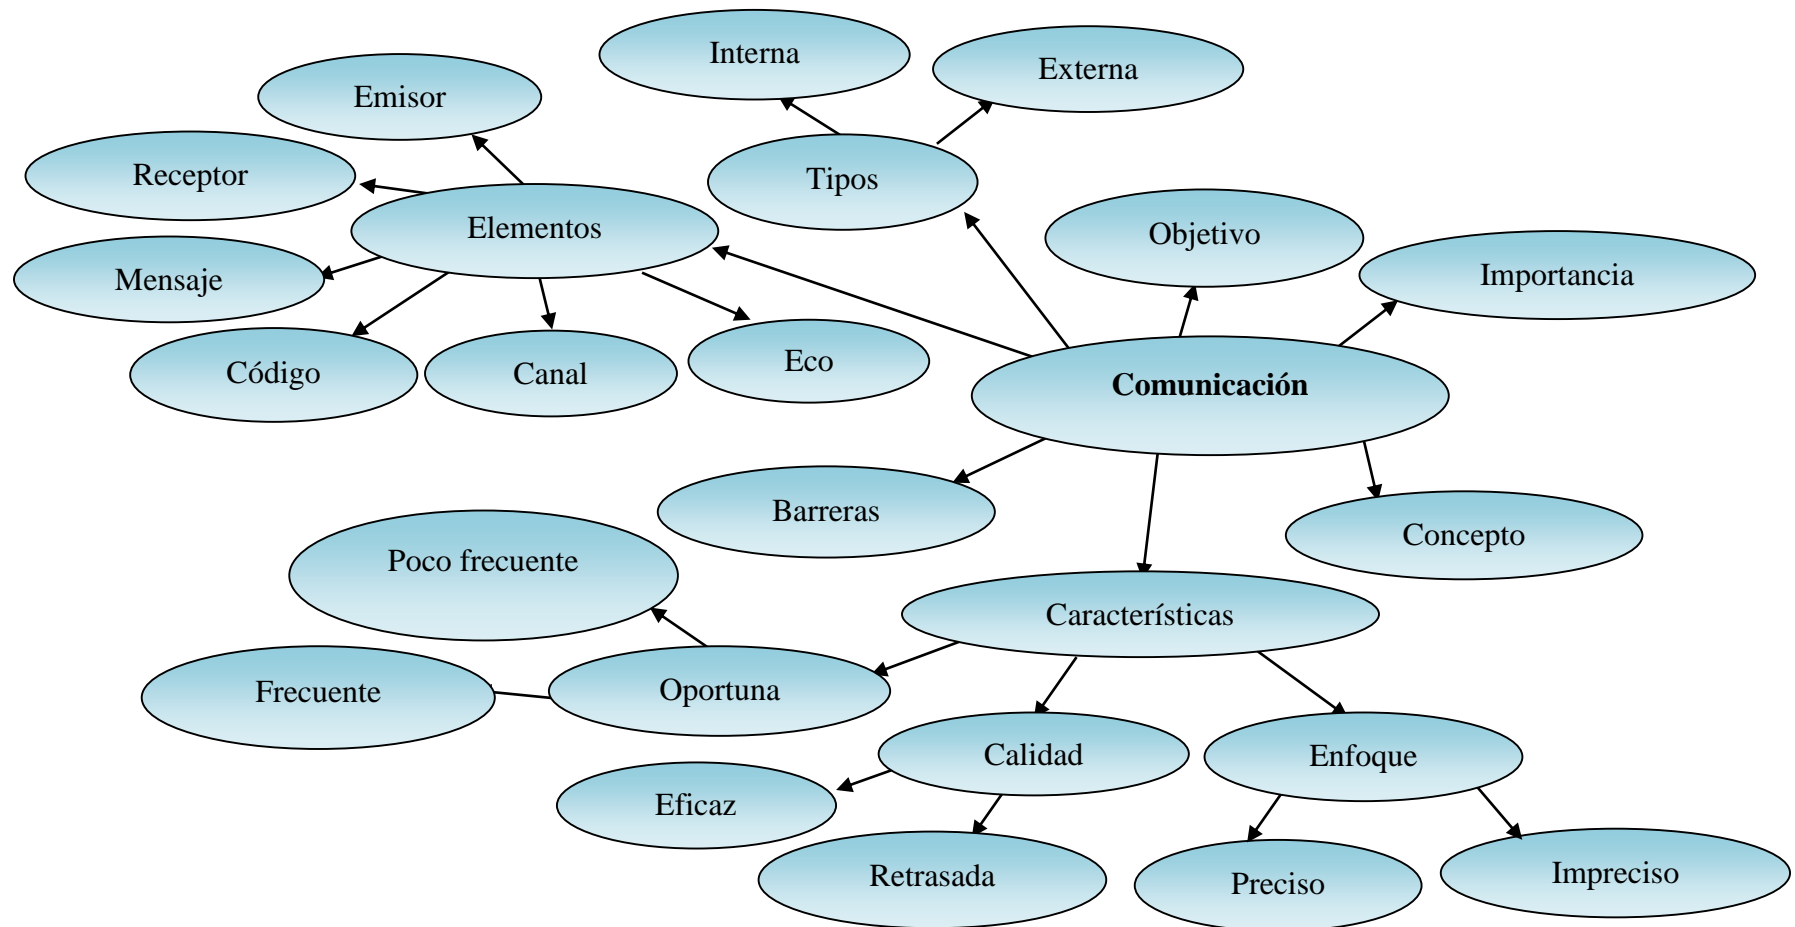 Interna
Externa
Emisor
Receptor
Tipos
Elementos
Objetivo
Mensaje
Importancia
Código
Canal
Eco
Comunicación
Barreras
Concepto
Poco frecuente
Características
Frecuente
Oportuna
Calidad
Enfoque
Eficaz
Retrasada
Preciso
Impreciso